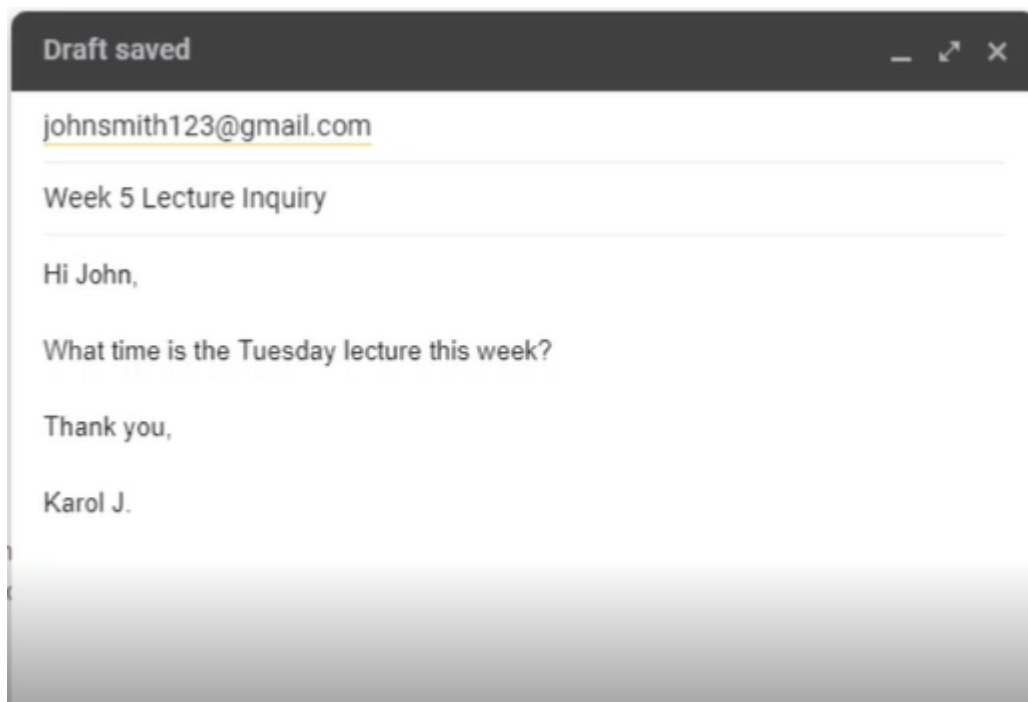 Draft saved
johnsmith123@gmail.com
Week 5 Lecture Inquiry
Hi John,
What time is the Tuesday lecture this week?
Thank you,
Karol J.